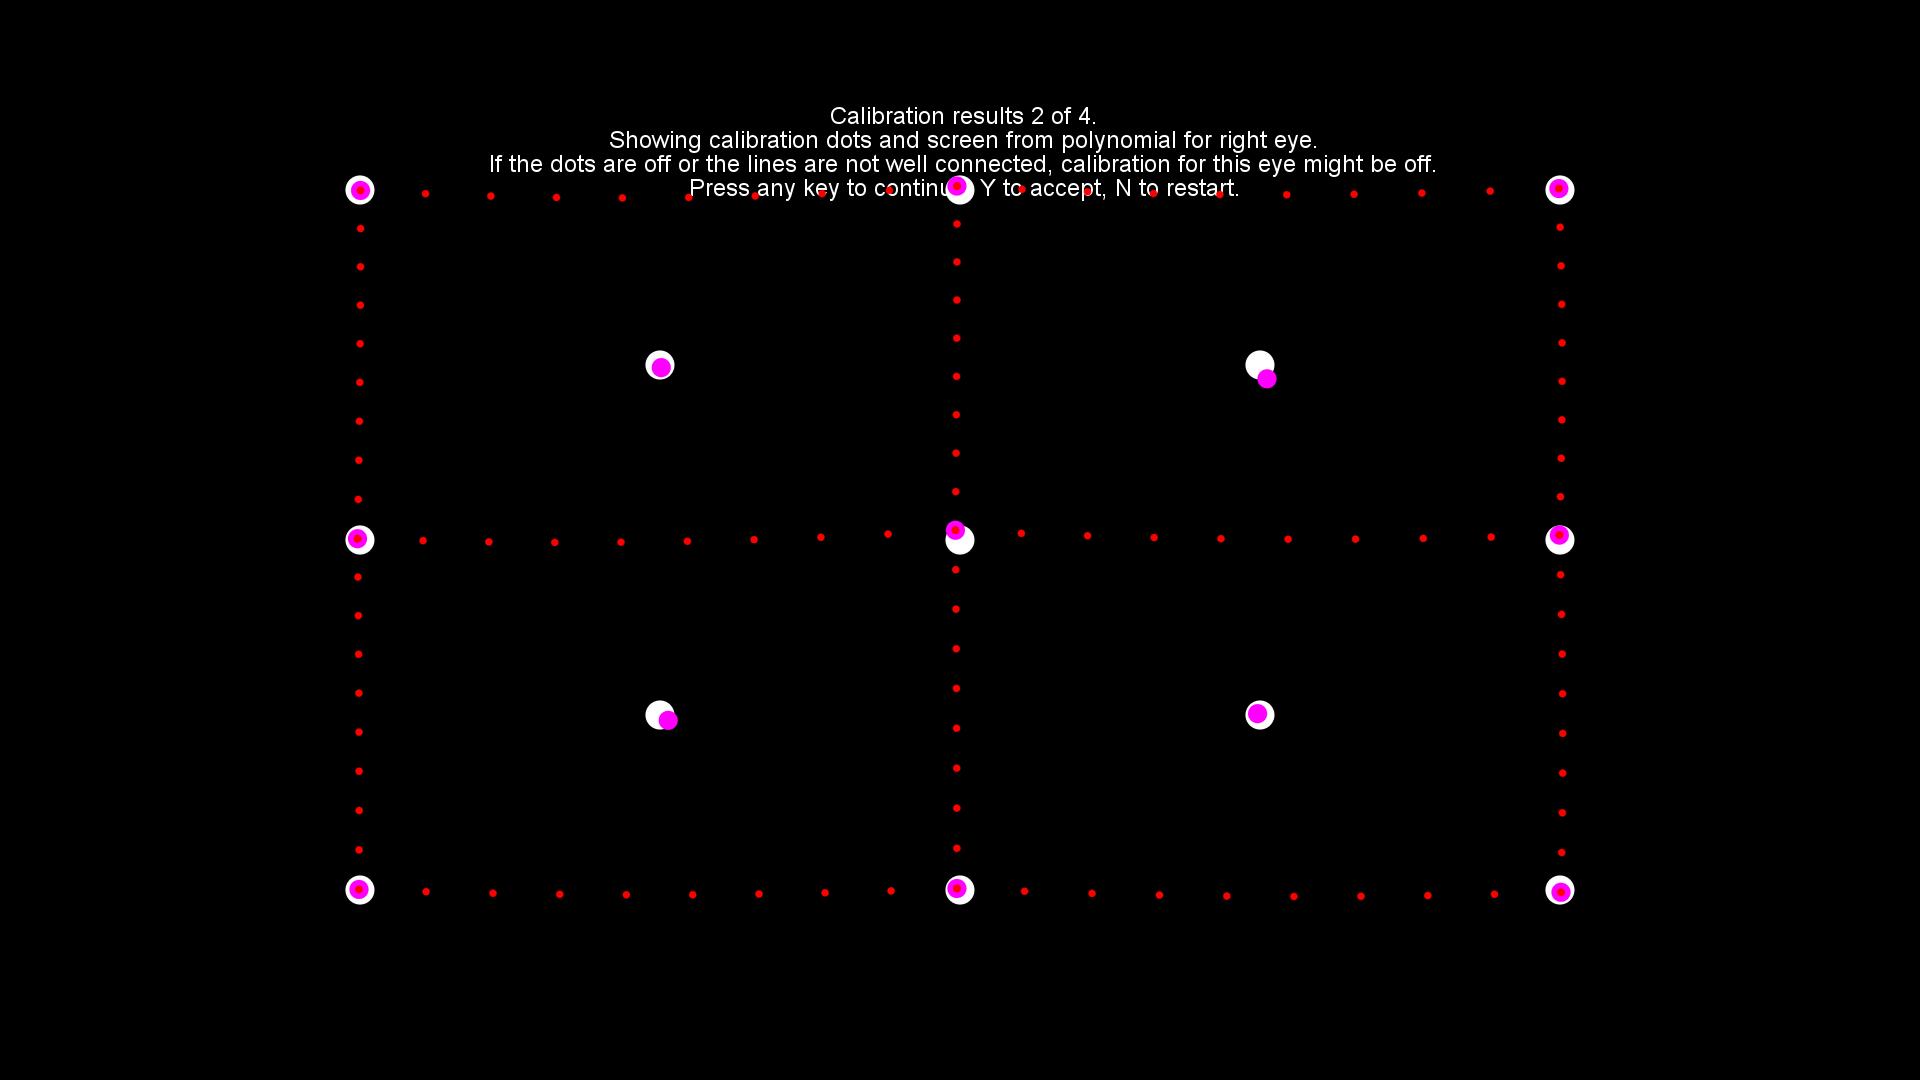 Calibration results 2 of 4.
Showing calibration dots and screen from polynomial for right eye.
If the dots are off or the lines are not well connected, calibration for this eye might be off.
Press any key to continue, Y to accept, N to restart.